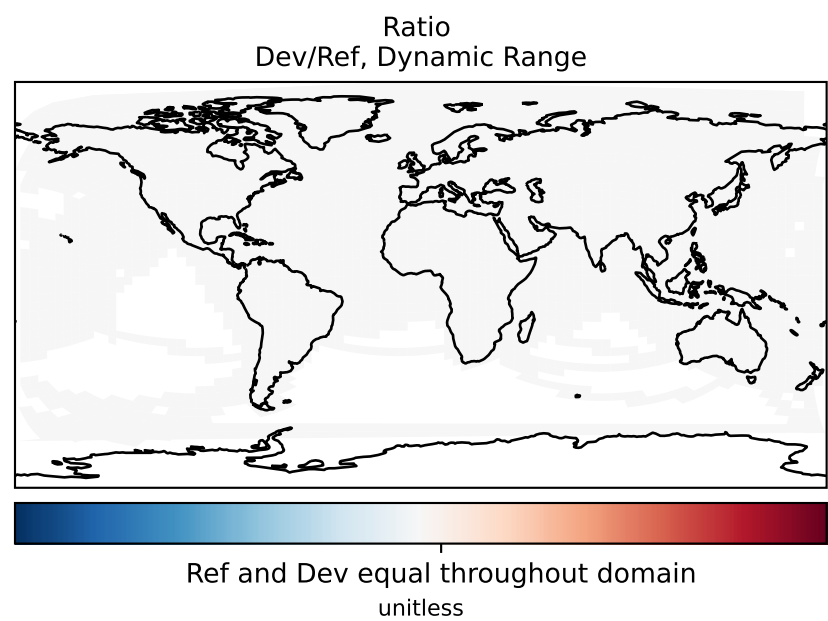 Ratio
Dev/Ref, Dynamic Range
Ref and Dev equal throughout domain
unitless